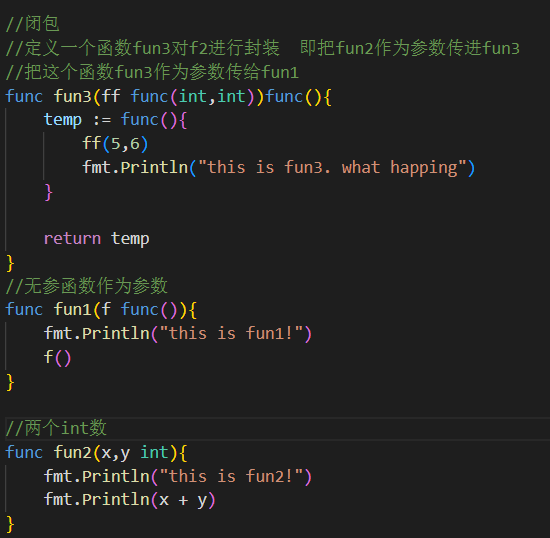 //闭包
//定义一个函数fun3对f2进行封装  即把fun2作为参数传进fun3
//把这个函数fun3作为参数传给fun1
func fun3(ff func(int,int))func(){
    temp := func(){
        ff(5,6)
        fmt.Println("this is fun3. what happing")
    }
    return temp
}
//无参函数作为参数
func fun1(f func()){
    fmt.Println("this is fun1!")
    f()
}
//两个int数
func fun2(x,y int){
    fmt.Println("this is fun2!")
    fmt.Println(x + y)
}